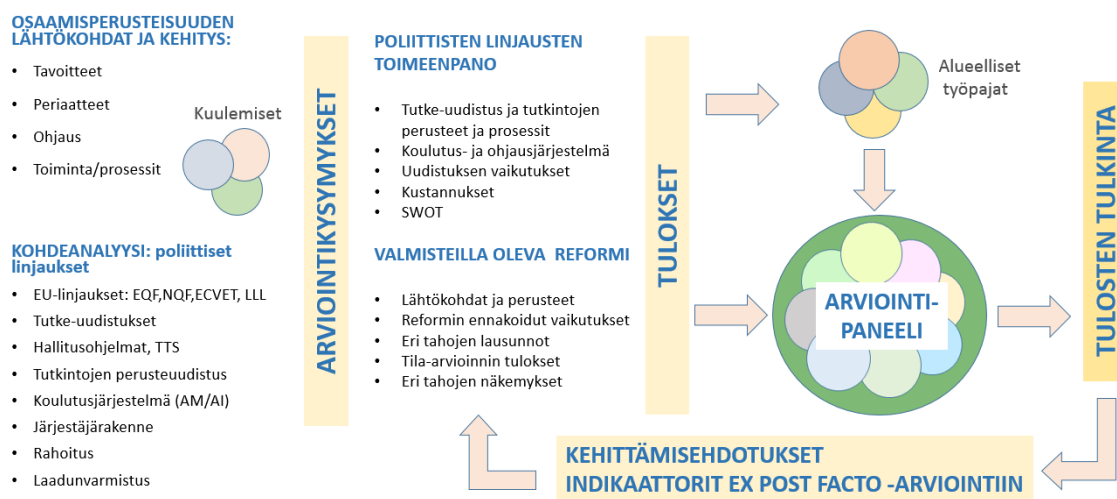 OSAAMISPERUSTEISUUDEN
LÄHTÖKOHDAT JA KEHITYS:
• Tavoitteet
• Periaatteet
• Ohjaus
• Toiminta/prosessit
Kuulemiset
KOHDEANALYYSI: poliittiset
linjaukset
• EU-linjaukset: EQF,NQF,ECVET, LLL
• Tutke-uudistukset
• Hallitusohjelmat, TTS
• Tutkintojen perusteuudistus
• Koulutusjärjestelmä (AM/AI)
• Järjestäjärakenne
• Rahoitus
• Laadunvarmistus
ARVIOINTIKYSYMYKSET
POLIITTISTEN LINJAUSTEN
TOIMEENPANO
• Tutke-uudistus ja tutkintojen
perusteet ja prosessit
• Koulutus- ja ohjausjärjestelmä
• Uudistuksen vaikutukset
• Kustannukset
• SWOT
VALMISTEILLA OLEVA REFORMI
• Lähtökohdat ja perusteet
• Reformin ennakoidut vaikutukset
• Eri tahojen lausunnot
• Tila-arvioinnin tulokset
• Eri tahojen näkemykset
TULOKSET
Alueelliset
työpajat
ARVIOINTI-
PANEELI
TULOSTEN TULKINTA
KEHITTÄMISEHDOTUKSET
INDIKAATTORIT EX POST FACTO -ARVIOINTIIN